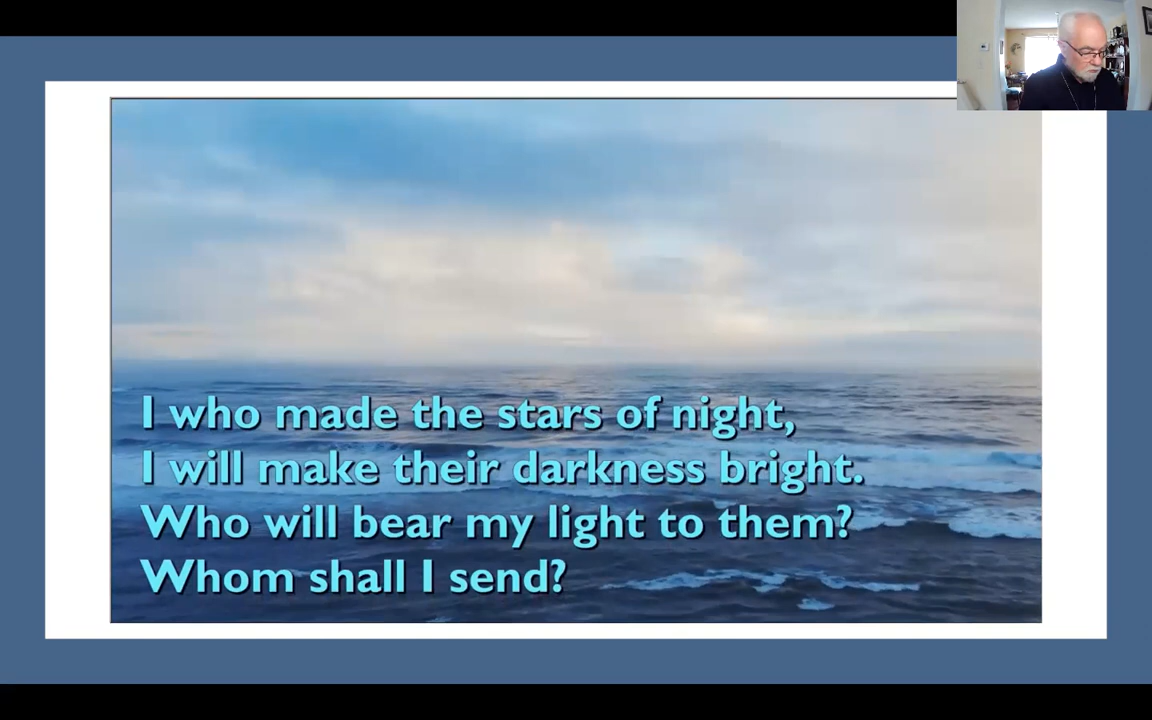 I who made the stars of night,
I will make their darkness bright.
Who will bear my light to them?
Whom shall I send?